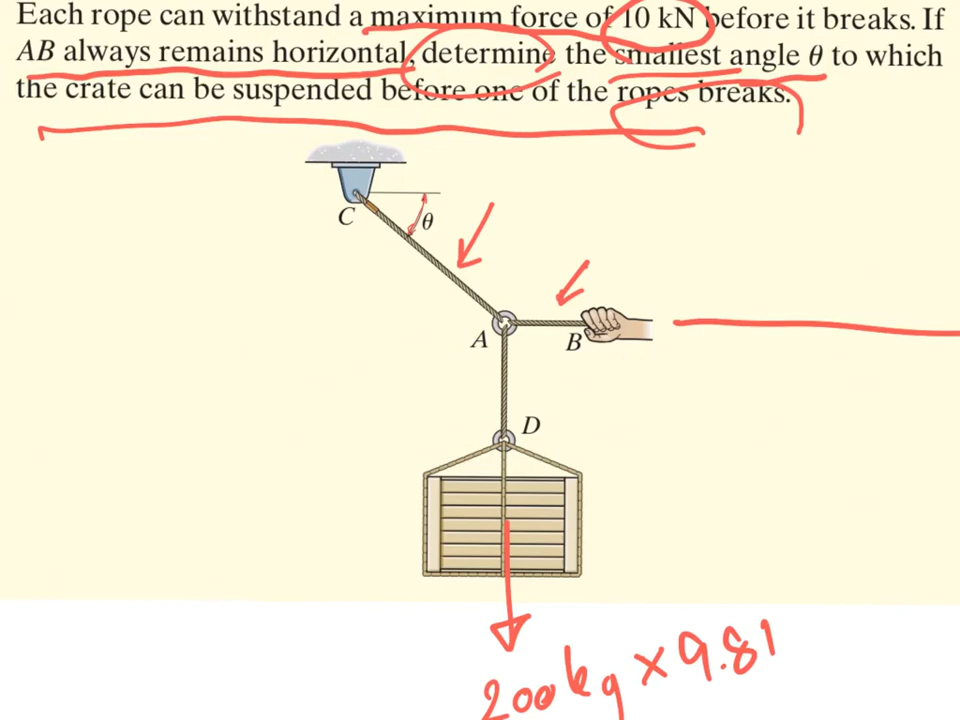 Each rope can withstand a maximum force of 10 kN before it breaks. If
AB always remains horizontal, determine the smallest angle θ to which
the crate can be suspended before one of the ropes breaks.
C
θ
A
B
D
200kg×9.81